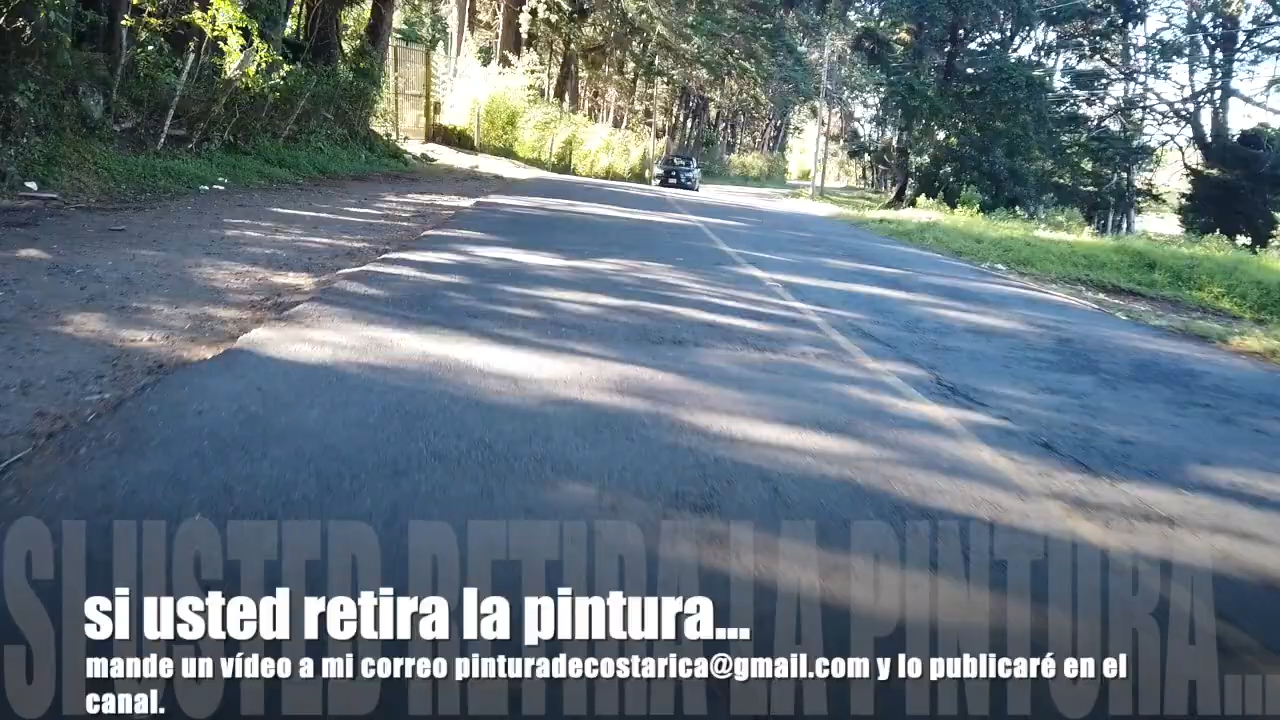 SI USTED RETIRA LA PINTURA...
si usted retira la pintura...
mande un vídeo a mi correo pinturadecostarica@gmail.com y lo publicaré en el
canal.